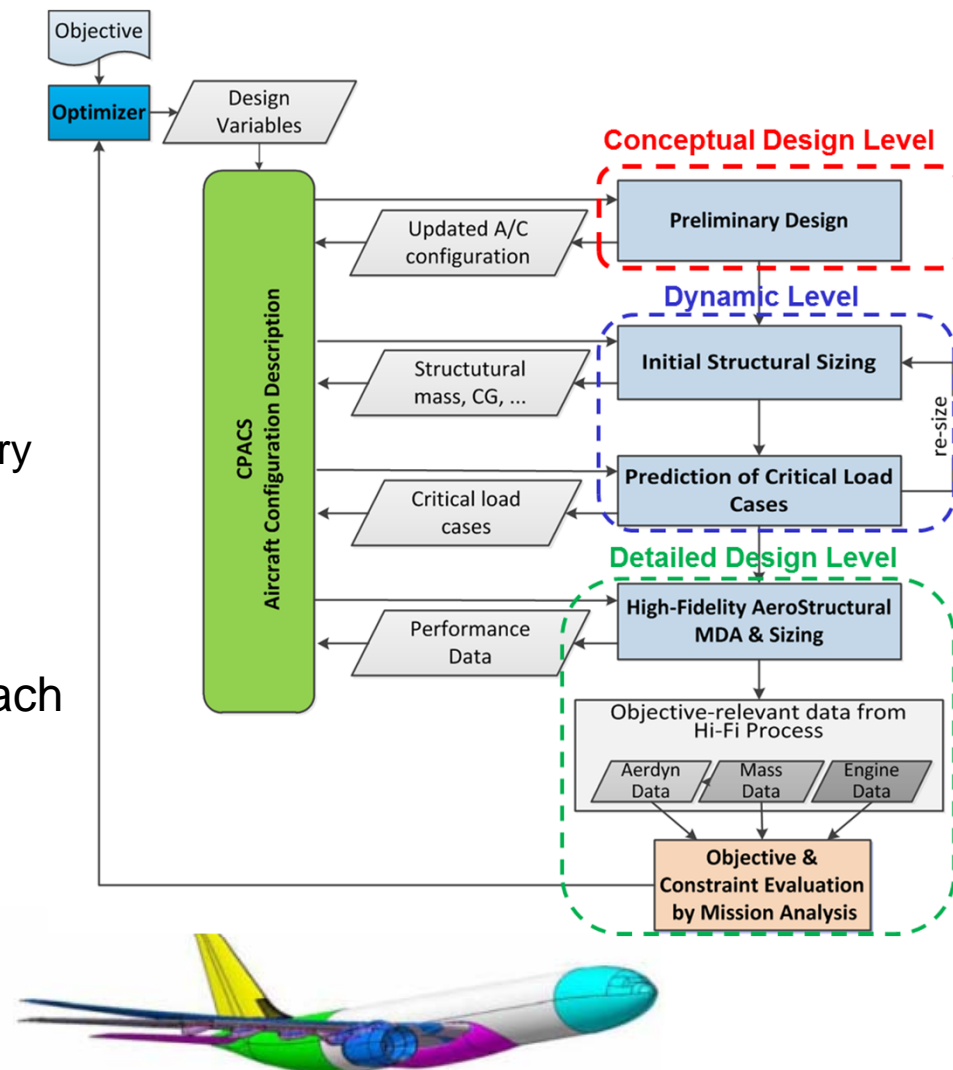 Objective
Optimizer
Design
Variables
Conceptual Design Level
Preliminary Design
Updated A/C
configuration
CPACS
Aircraft Configuration Description
Dynamic Level
Initial Structural Sizing
Structutural
mass, CG, ...
re-size
ry
Prediction of Critical Load
Cases
Critical load
cases
Detailed Design Level
High-Fidelity AeroStructural
MDA & Sizing
Performance
Data
ach
Objective-relevant data from
Hi-Fi Process
Aerdyn
Data
Mass
Data
Engine
Data
Objective &
Constraint Evaluation
by Mission Analysis